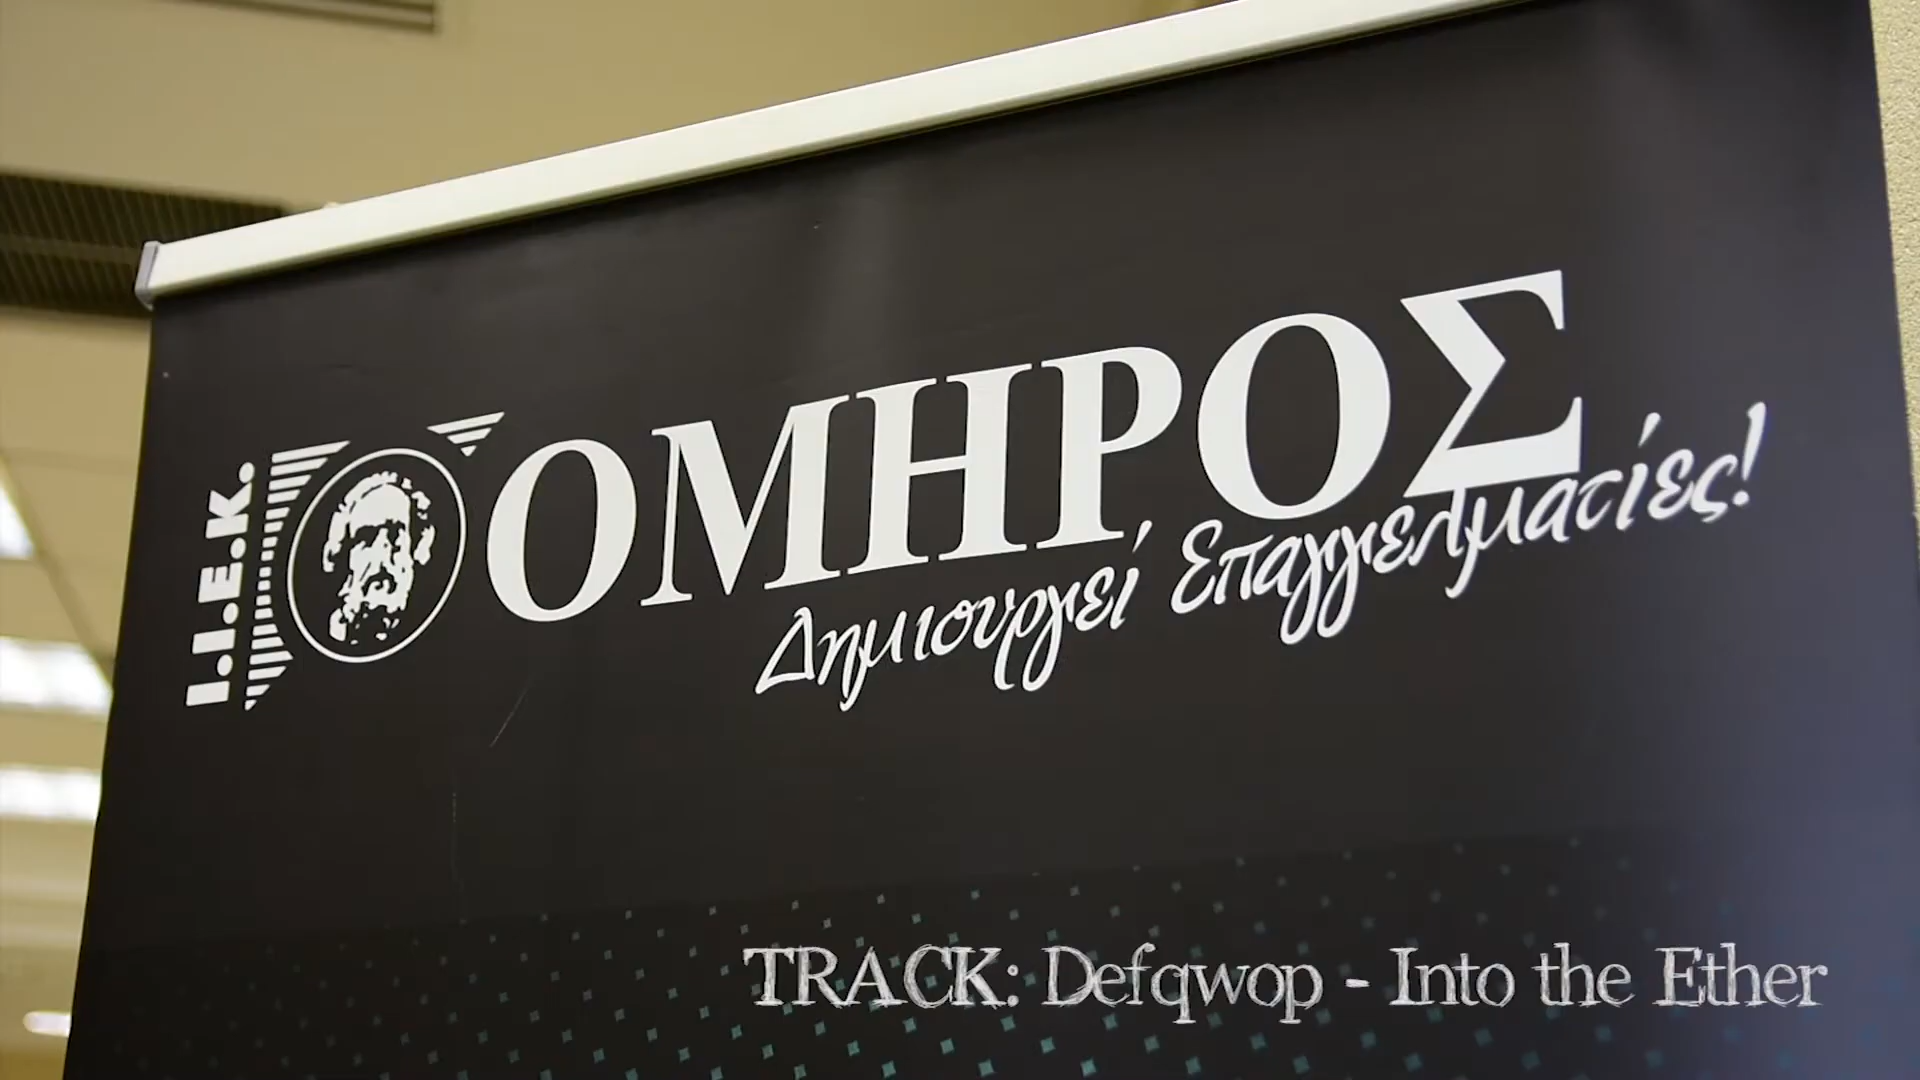 Ι.Ι.Ε.Κ.
ΟΜΗΡΟΣ
Δημιουργεί Επαγγελματίες!
TRACK: Defqwop - Into the Ether